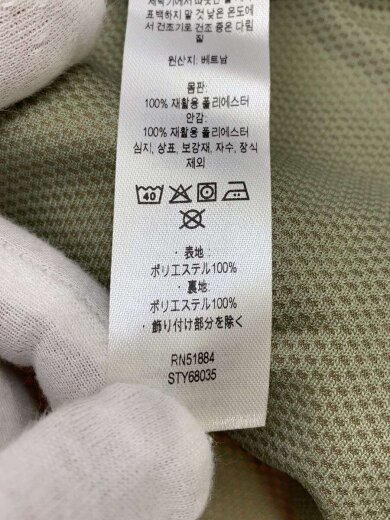 표백하지 말 것 낮은 온도에
서 건조기로 건조 중온 다림
질
원산지: 베트남
몸판:
100% 재활용 폴리에스터
안감:
100% 재활용 폴리에스터
심지, 상표, 보강재, 자수, 장식
제외
40
· 表地:
ポリエステル100%
· 裏地:
ポリエステル100%
· 飾り付け部分を除く
RN51884
STY68035